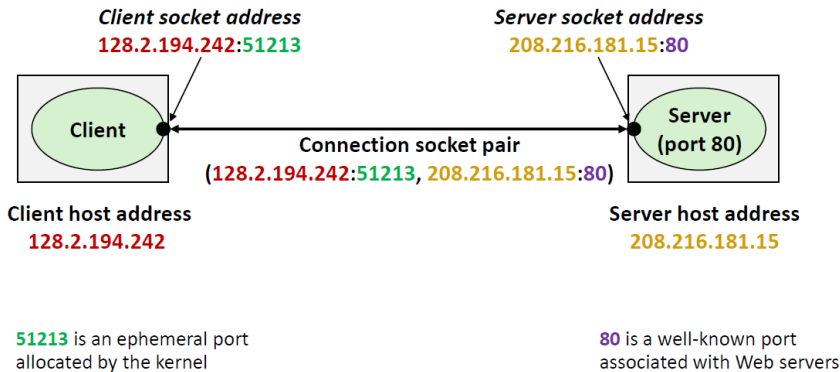 Client socket address
128.2.194.242:51213
Server socket address
208.216.181.15:80
Client
Server
(port 80)
Connection socket pair
(128.2.194.242:51213, 208.216.181.15:80)
Client host address
128.2.194.242
Server host address
208.216.181.15
51213 is an ephemeral port
allocated by the kernel
80 is a well-known port
associated with Web servers